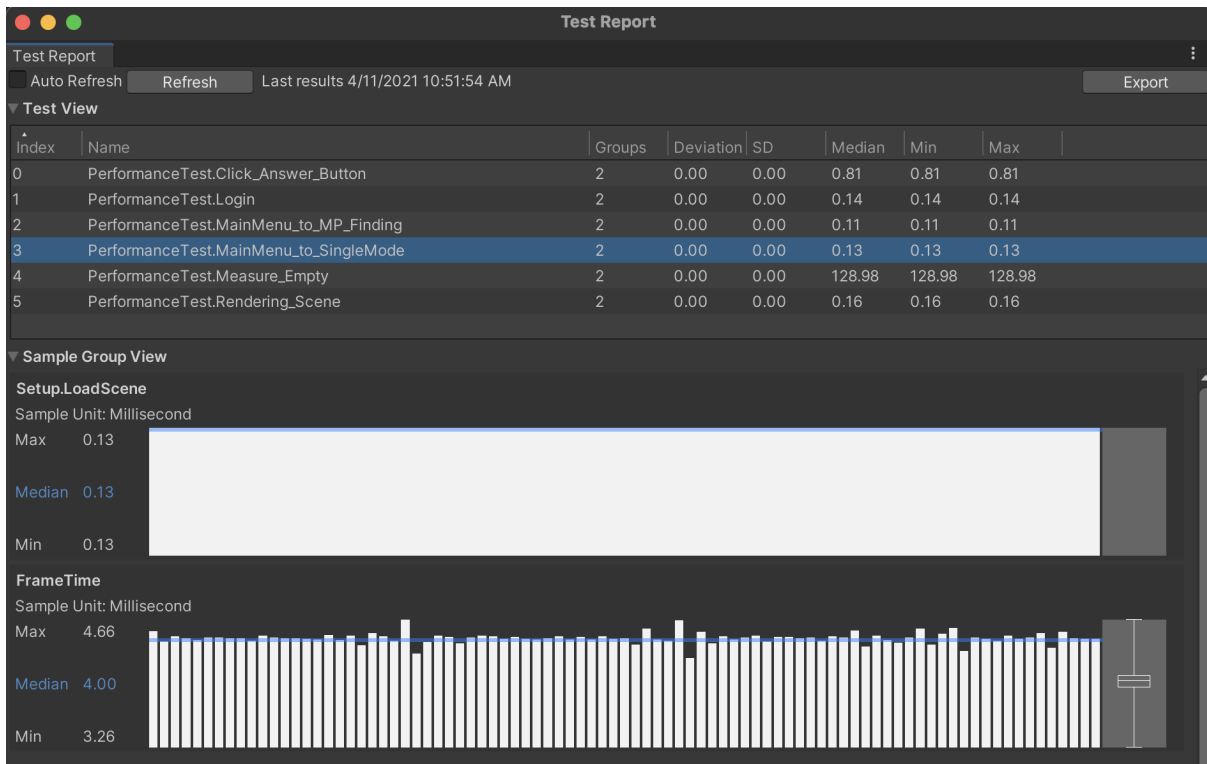 Test Report
Test Report
Auto Refresh Refresh Last results 4/11/2021 10:51:54 AM Export
Test View
Index Name Groups Deviation SD Median Min Max
0 PerformanceTest.Click_Answer_Button 2 0.00 0.00 0.81 0.81 0.81
1 PerformanceTest.Login 2 0.00 0.00 0.14 0.14 0.14
2 PerformanceTest.MainMenu_to_MP_Finding 2 0.00 0.00 0.11 0.11 0.11
3 PerformanceTest.MainMenu_to_SingleMode 2 0.00 0.00 0.13 0.13 0.13
4 PerformanceTest.Measure_Empty 2 0.00 0.00 128.98 128.98 128.98
5 PerformanceTest.Rendering_Scene 2 0.00 0.00 0.16 0.16 0.16
Sample Group View
Setup.LoadScene
Sample Unit: Millisecond
Max 0.13
Median 0.13
Min 0.13
FrameTime
Sample Unit: Millisecond
Max 4.66
Median 4.00
Min 3.26